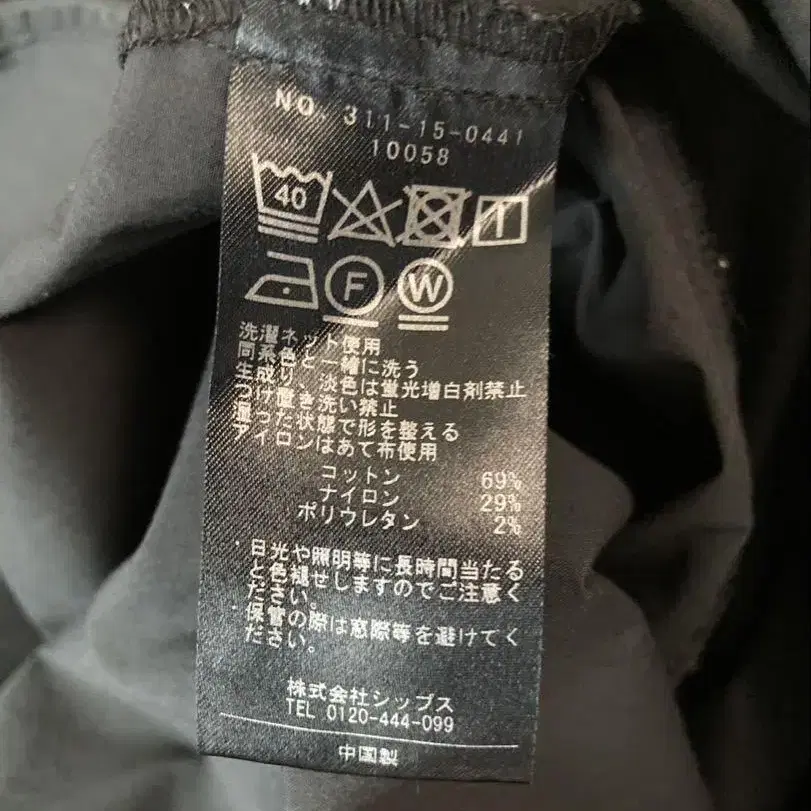 NO. 311-15-0441
10058
40
F W
洗濯ネット使用
同系色と一緒に洗う
生成り、淡色は蛍光増白剤禁止
つけ置き洗い禁止
湿った状態で形を整える
アイロンはあて布使用
コットン 69%
ナイロン 29%
ポリウレタン 2%
・日光や照明等に長時間当たる
と色褪せしますのでご注意く
ださい。
・保管の際は窓際等を避けてく
ださい。
株式会社シップス
TEL 0120-444-099
中国製